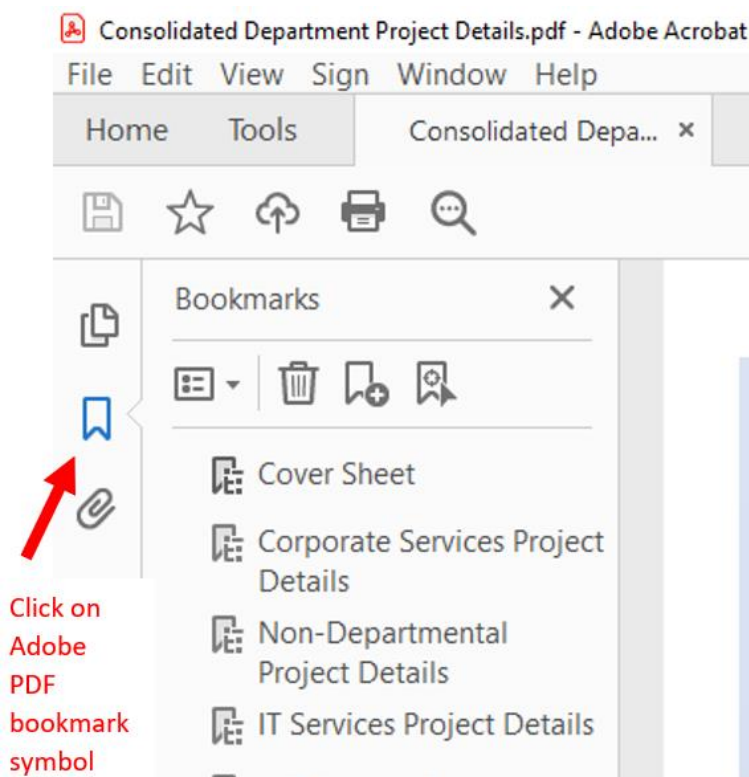 Consolidated Department Project Details.pdf - Adobe Acrobat
File Edit View Sign Window Help
Home Tools Consolidated Depa... ×
Bookmarks
Cover Sheet
Corporate Services Project
Details
Non-Departmental
Project Details
IT Services Project Details
Click on
Adobe
PDF
bookmark
symbol